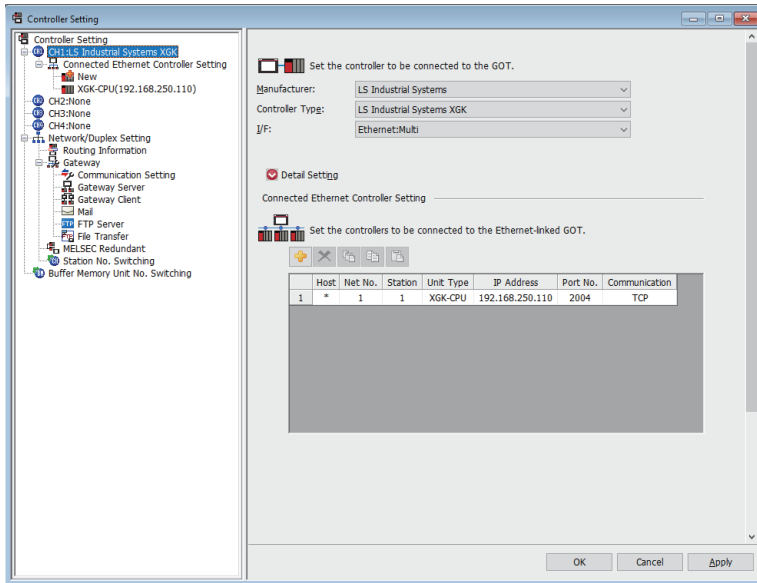 Controller Setting
Controller Setting
CH1:LS Industrial Systems XGK
Connected Ethernet Controller Setting
New
XGK-CPU(192.168.250.110)
CH2:None
CH3:None
CH4:None
Network/Duplex Setting
Routing Information
Gateway
Communication Setting
Gateway Server
Gateway Client
Mail
FTP Server
File Transfer
MELSEC Redundant
Station No. Switching
Buffer Memory Unit No. Switching
Set the controller to be connected to the GOT.
Manufacturer: LS Industrial Systems
Controller Type: LS Industrial Systems XGK
I/F: Ethernet:Multi
Detail Setting
Connected Ethernet Controller Setting
Set the controllers to be connected to the Ethernet-linked GOT.
Host Net No. Station Unit Type IP Address Port No. Communication
1 * 1 1 XGK-CPU 192.168.250.110 2004 TCP
OK Cancel Apply